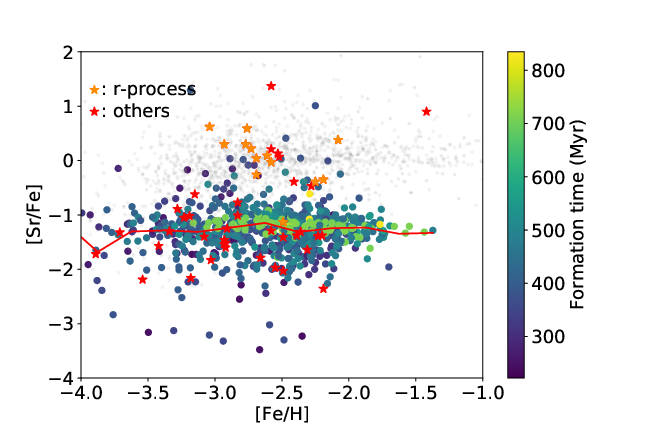 ★: r-process
★: others
2
1
0
−1
−2
−3
−4
−4.0 −3.5 −3.0 −2.5 −2.0 −1.5 −1.0
[Fe/H]
[Sr/Fe]
800
700
600
500
400
300
Formation time (Myr)